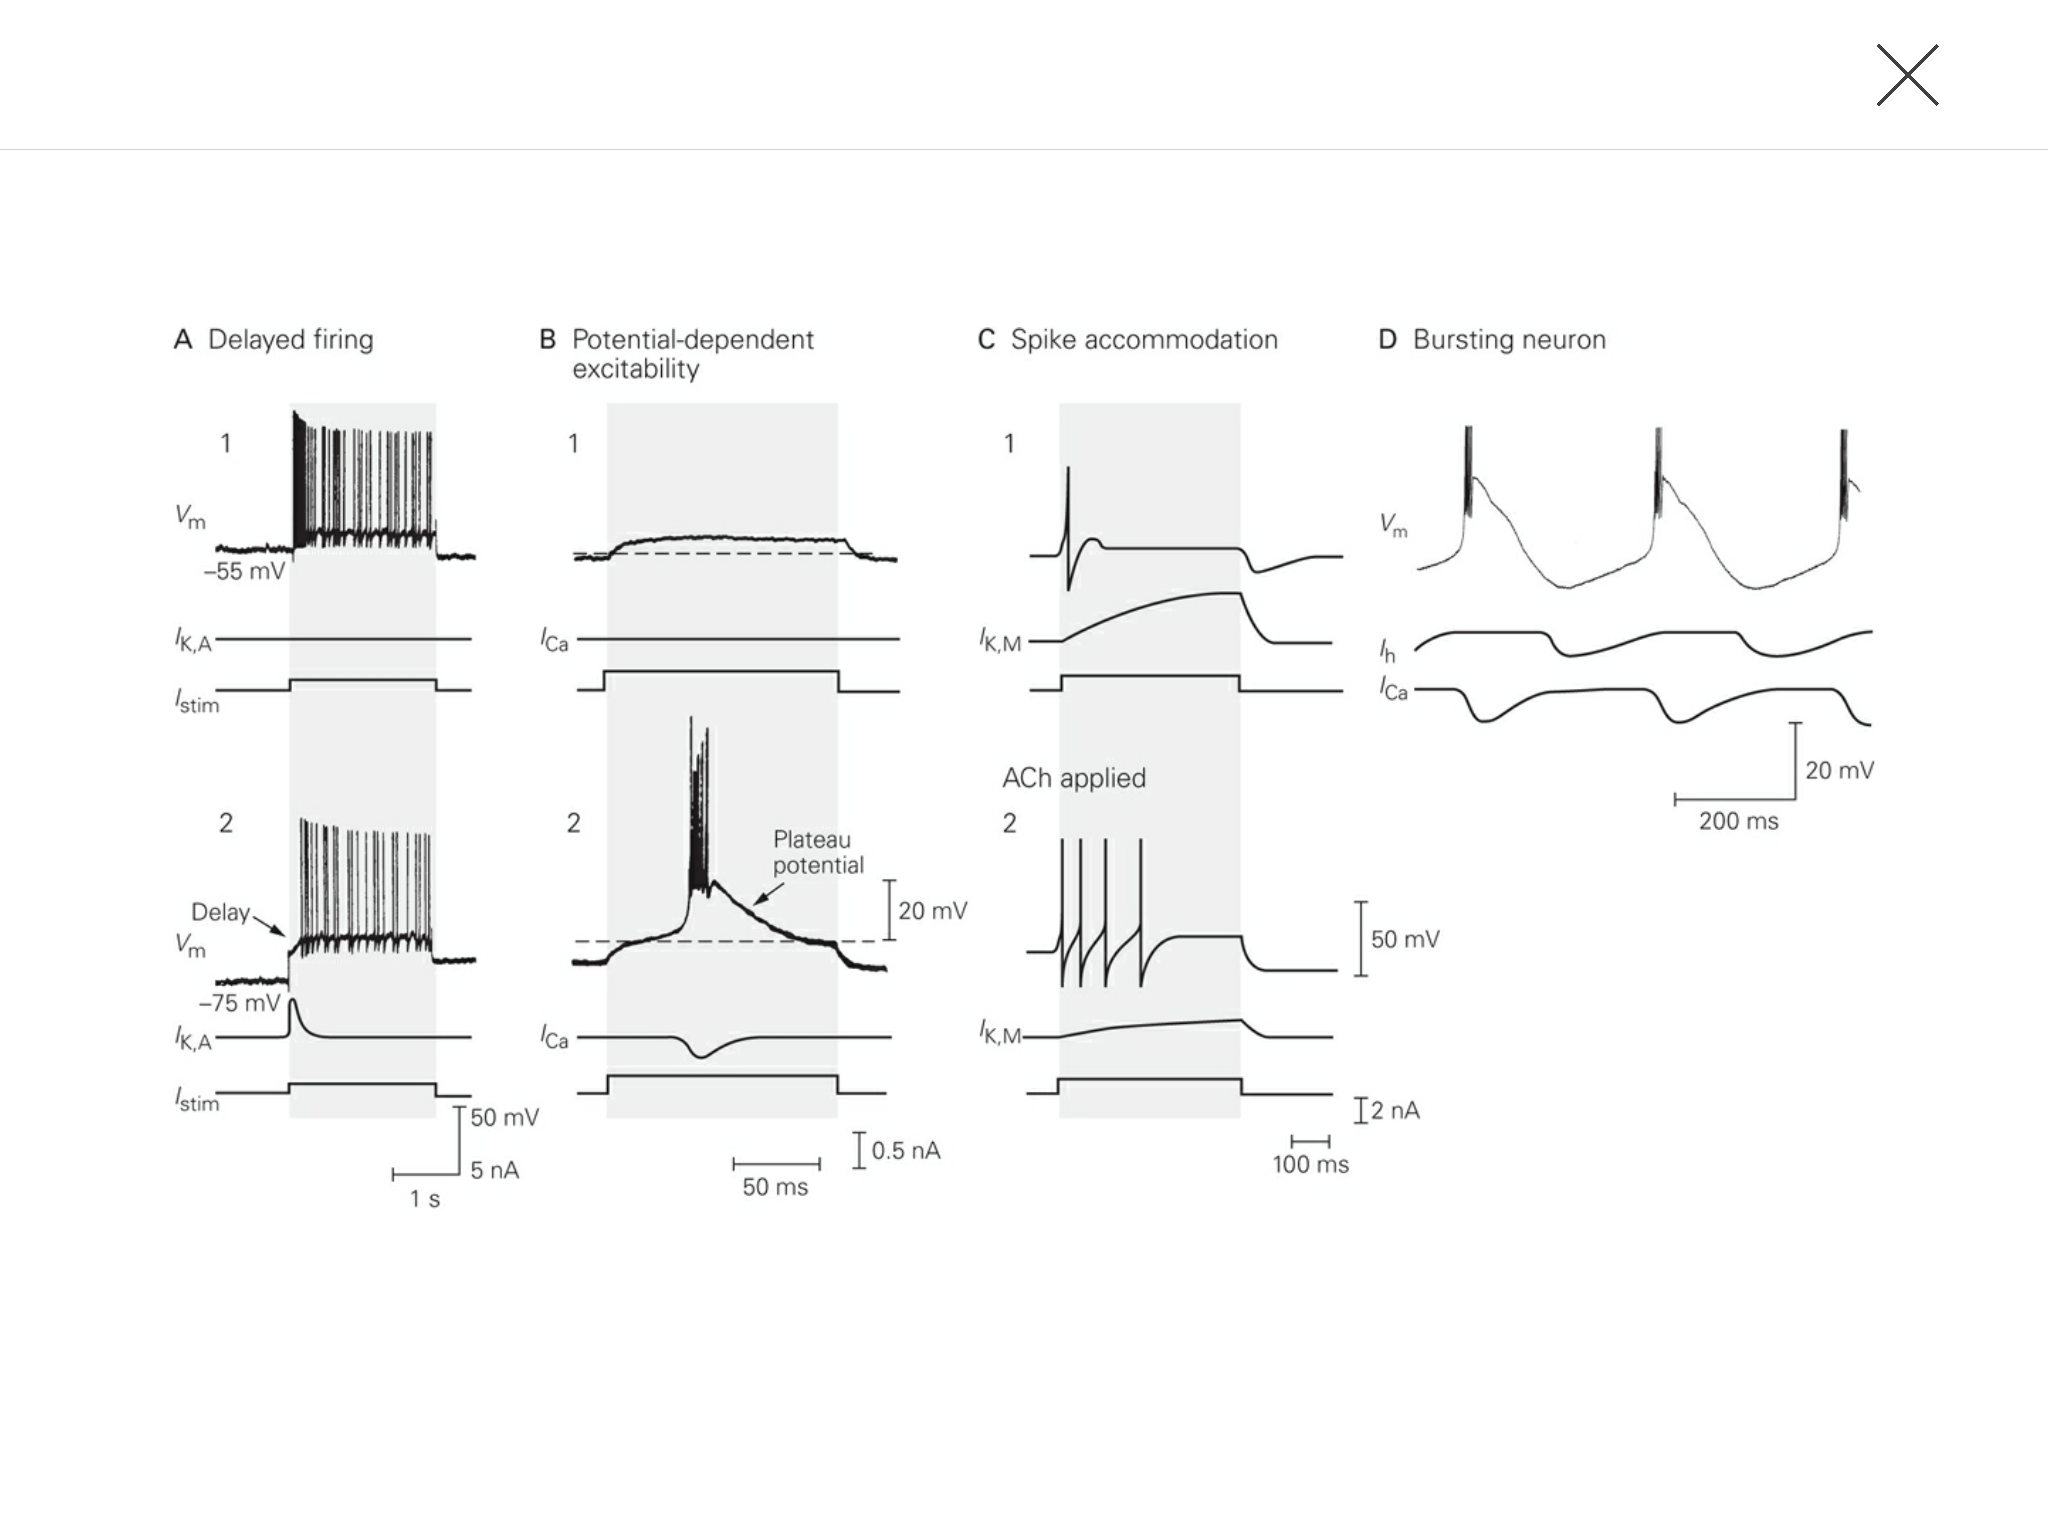 A Delayed firing
1
Vm
–55 mV
IK,A
Istim
2
Delay
Vm
–75 mV
IK,A
Istim
50 mV
5 nA
1 s
B Potential-dependent
excitability
1
ICa
2
Plateau
potential
20 mV
ICa
0.5 nA
50 ms
C Spike accommodation
1
IK,M
ACh applied
2
50 mV
IK,M
2 nA
100 ms
D Bursting neuron
Vm
Ih
ICa
20 mV
200 ms